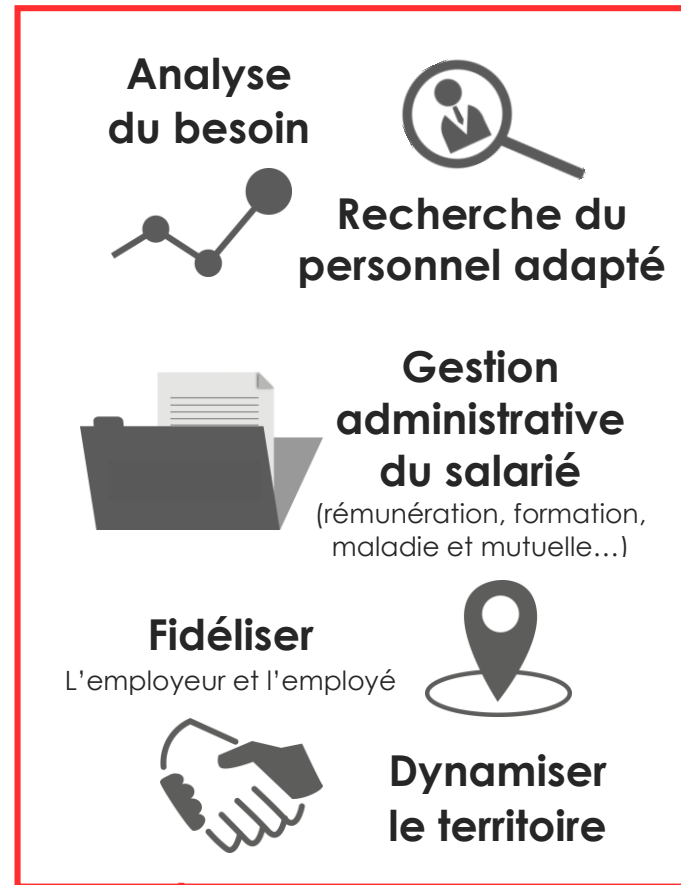 Analyse
du besoin
Recherche du
personnel adapté
Gestion
administrative
du salarié
(rémunération, formation,
maladie et mutuelle…)
Fidéliser
L'employeur et l'employé
Dynamiser
le territoire